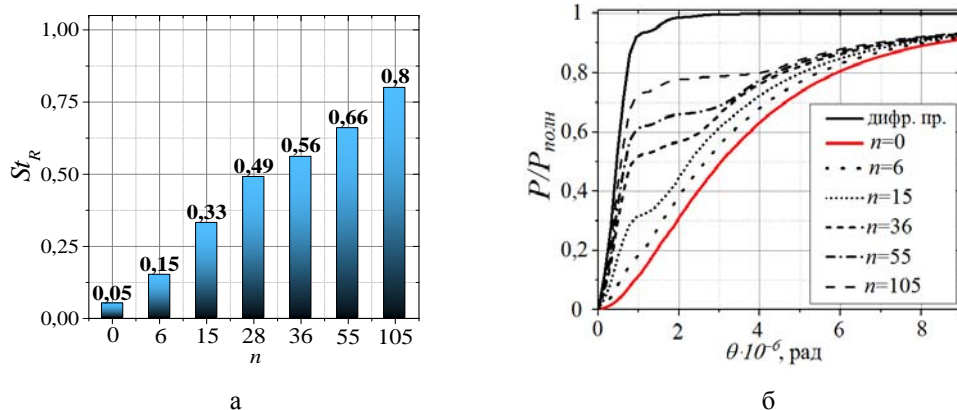 1,00
0,75
0,50
0,25
0,00
St_R
0,05
0,15
0,33
0,49
0,56
0,66
0,8
0 6 15 28 36 55 105
n
а
1
0,8
0,6
0,4
0,2
0
P/P_полн
дифр. пр.
n=0
n=6
n=15
n=36
n=55
n=105
0 2 4 6 8
θ·10⁻⁶, рад
б